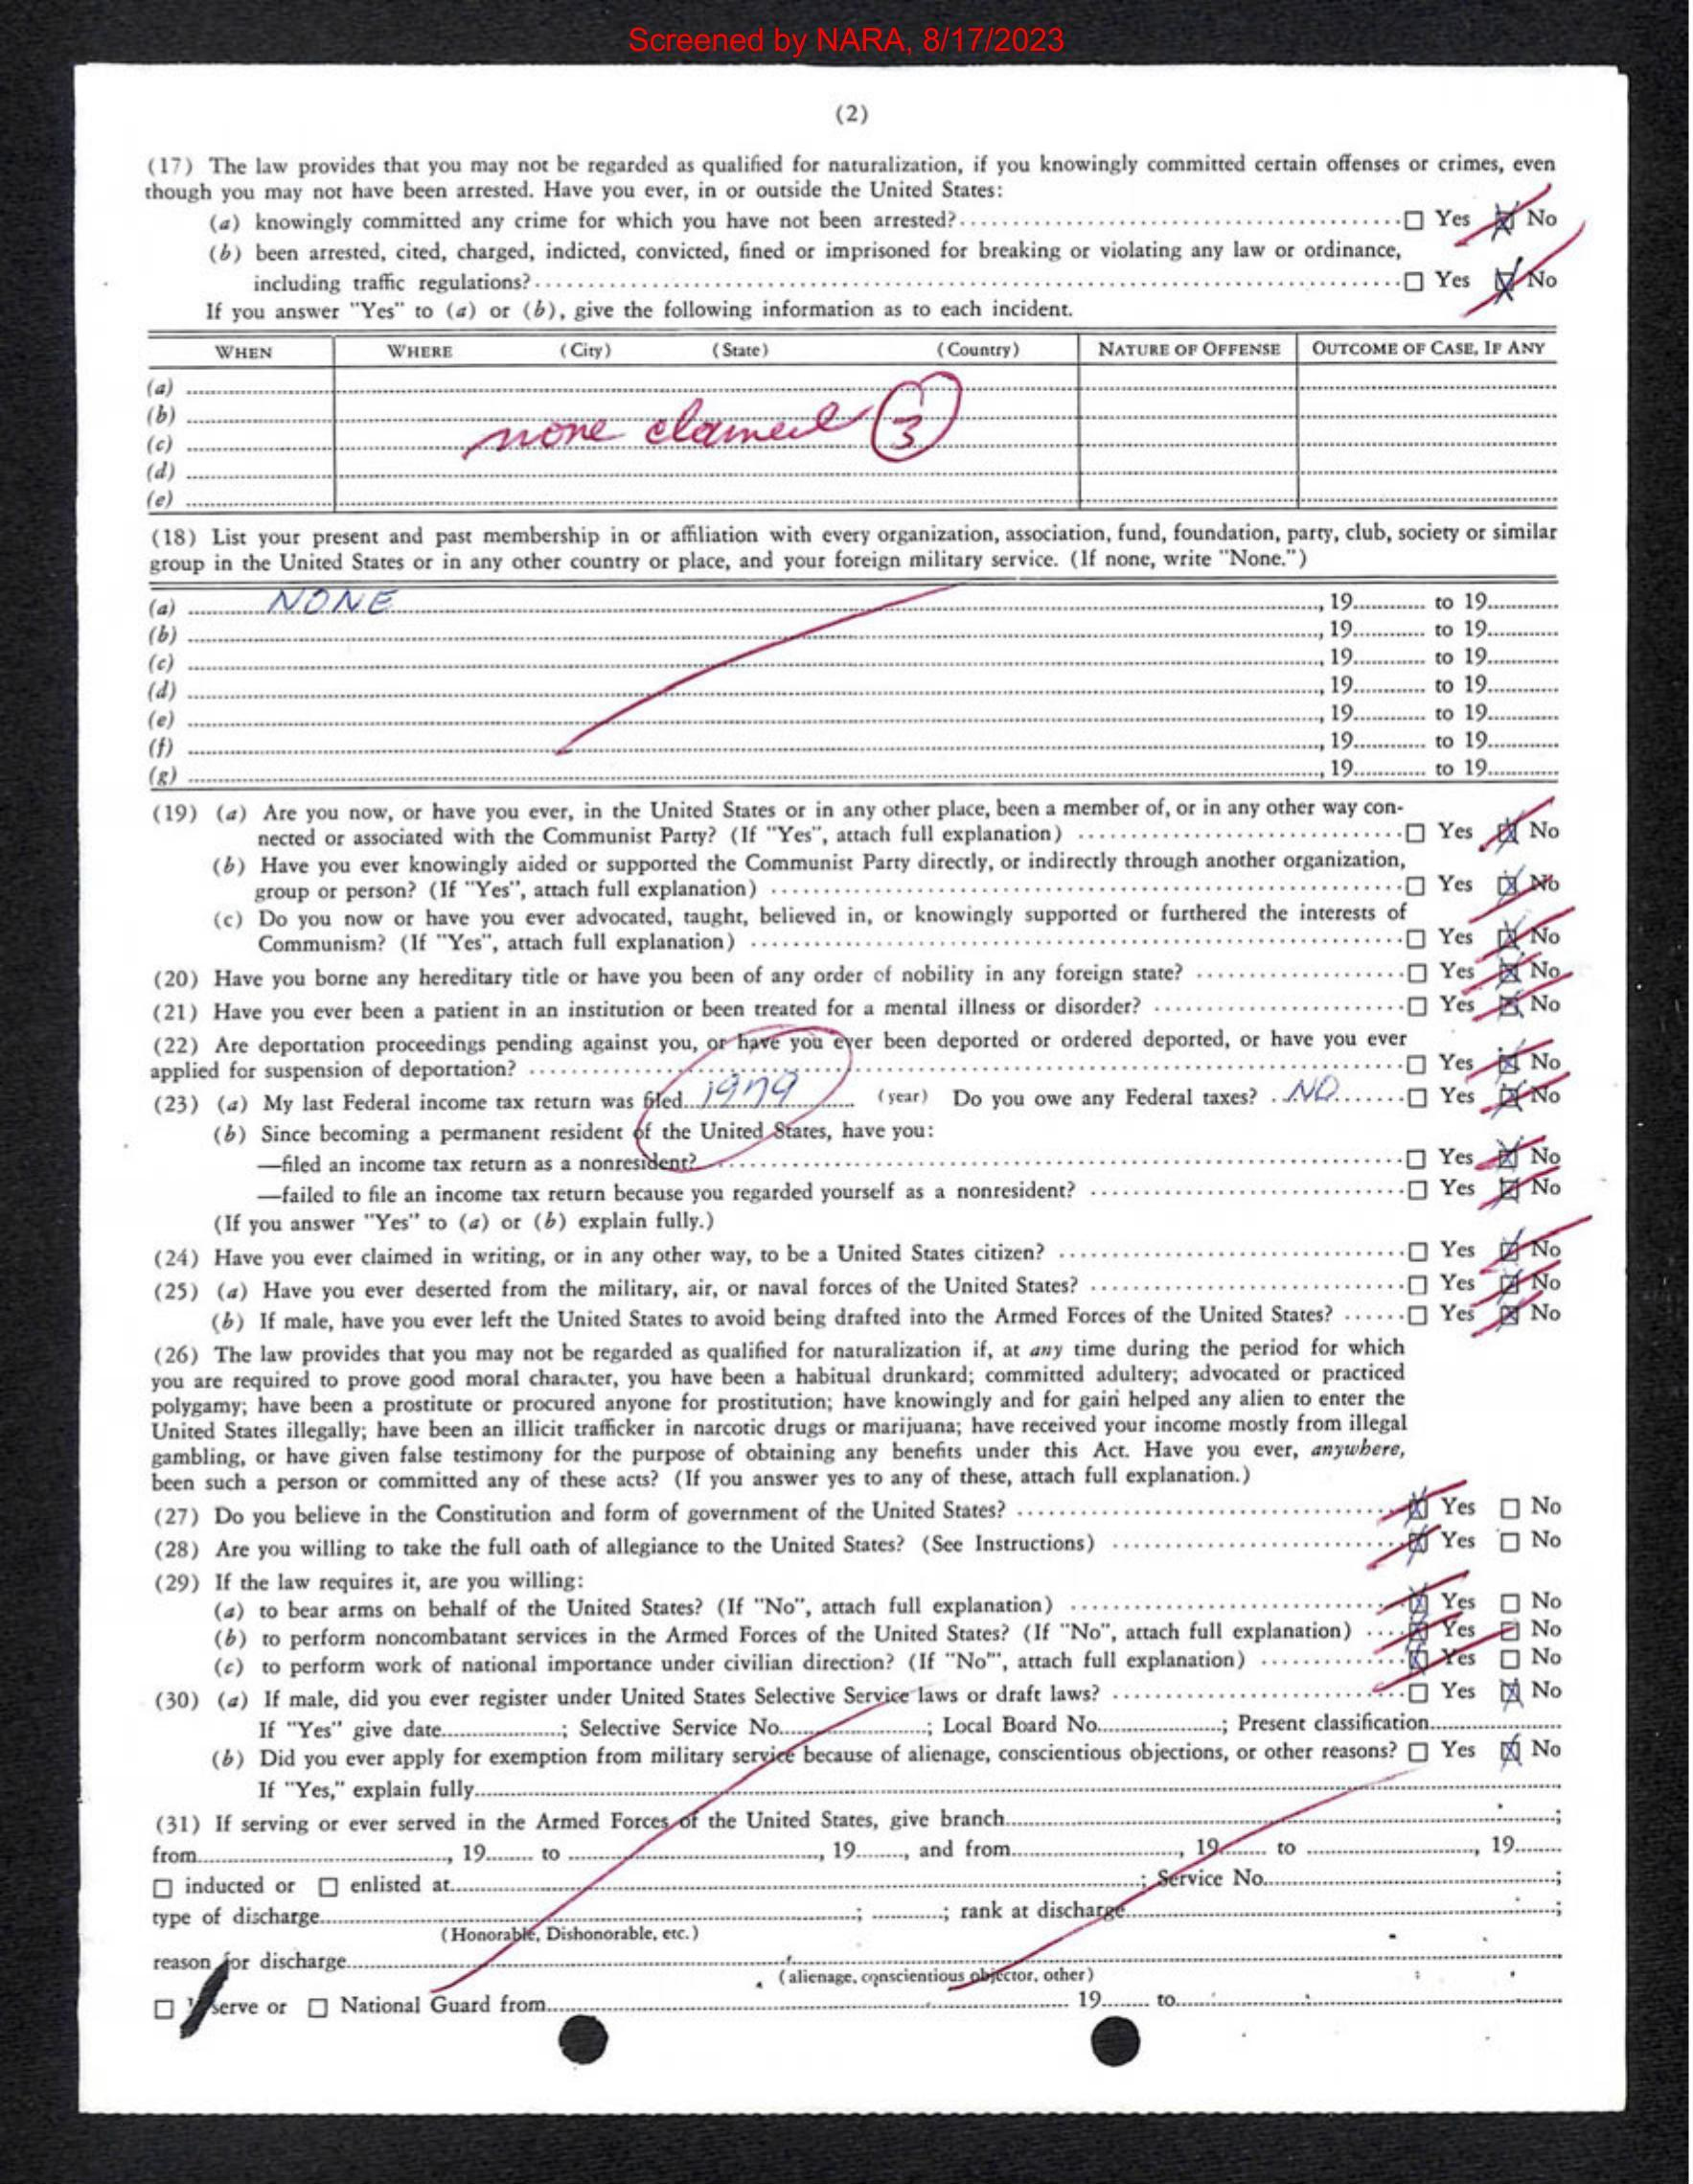 Screened by NARA, 8/17/2023
(2)
(17) The law provides that you may not be regarded as qualified for naturalization, if you knowingly committed certain offenses or crimes, even
though you may not have been arrested. Have you ever, in or outside the United States:
(a) knowingly committed any crime for which you have not been arrested? ☐ Yes ☒ No
(b) been arrested, cited, charged, indicted, convicted, fined or imprisoned for breaking or violating any law or ordinance,
including traffic regulations? ☐ Yes ☒ No
If you answer "Yes" to (a) or (b), give the following information as to each incident.
WHEN WHERE (City) (State) (Country) NATURE OF OFFENSE OUTCOME OF CASE, IF ANY
(a)
(b)
(c) none claimed 3
(d)
(e)
(18) List your present and past membership in or affiliation with every organization, association, fund, foundation, party, club, society or similar
group in the United States or in any other country or place, and your foreign military service. (If none, write "None.")
(a) NONE , 19 to 19
(b) , 19 to 19
(c) , 19 to 19
(d) , 19 to 19
(e) , 19 to 19
(f) , 19 to 19
(g) , 19 to 19
(19) (a) Are you now, or have you ever, in the United States or in any other place, been a member of, or in any other way con-
nected or associated with the Communist Party? (If "Yes", attach full explanation) ☐ Yes ☒ No
(b) Have you ever knowingly aided or supported the Communist Party directly, or indirectly through another organization,
group or person? (If "Yes", attach full explanation) ☐ Yes ☒ No
(c) Do you now or have you ever advocated, taught, believed in, or knowingly supported or furthered the interests of
Communism? (If "Yes", attach full explanation) ☐ Yes ☒ No
(20) Have you borne any hereditary title or have you been of any order of nobility in any foreign state? ☐ Yes ☒ No
(21) Have you ever been a patient in an institution or been treated for a mental illness or disorder? ☐ Yes ☒ No
(22) Are deportation proceedings pending against you, or have you ever been deported or ordered deported, or have you ever
applied for suspension of deportation? ☐ Yes ☒ No
(23) (a) My last Federal income tax return was filed 1979 (year) Do you owe any Federal taxes? NO ☐ Yes ☒ No
(b) Since becoming a permanent resident of the United States, have you:
—filed an income tax return as a nonresident? ☐ Yes ☒ No
—failed to file an income tax return because you regarded yourself as a nonresident? ☐ Yes ☒ No
(If you answer "Yes" to (a) or (b) explain fully.)
(24) Have you ever claimed in writing, or in any other way, to be a United States citizen? ☐ Yes ☒ No
(25) (a) Have you ever deserted from the military, air, or naval forces of the United States? ☐ Yes ☒ No
(b) If male, have you ever left the United States to avoid being drafted into the Armed Forces of the United States? ☐ Yes ☒ No
(26) The law provides that you may not be regarded as qualified for naturalization if, at any time during the period for which
you are required to prove good moral character, you have been a habitual drunkard; committed adultery; advocated or practiced
polygamy; have been a prostitute or procured anyone for prostitution; have knowingly and for gain helped any alien to enter the
United States illegally; have been an illicit trafficker in narcotic drugs or marijuana; have received your income mostly from illegal
gambling, or have given false testimony for the purpose of obtaining any benefits under this Act. Have you ever, anywhere,
been such a person or committed any of these acts? (If you answer yes to any of these, attach full explanation.)
(27) Do you believe in the Constitution and form of government of the United States? ☒ Yes ☐ No
(28) Are you willing to take the full oath of allegiance to the United States? (See Instructions) ☒ Yes ☐ No
(29) If the law requires it, are you willing:
(a) to bear arms on behalf of the United States? (If "No", attach full explanation) ☒ Yes ☐ No
(b) to perform noncombatant services in the Armed Forces of the United States? (If "No", attach full explanation) ☒ Yes ☐ No
(c) to perform work of national importance under civilian direction? (If "No"', attach full explanation) ☒ Yes ☐ No
(30) (a) If male, did you ever register under United States Selective Service laws or draft laws? ☐ Yes ☒ No
If "Yes" give date ; Selective Service No. ; Local Board No. ; Present classification
(b) Did you ever apply for exemption from military service because of alienage, conscientious objections, or other reasons? ☐ Yes ☒ No
If "Yes," explain fully
(31) If serving or ever served in the Armed Forces of the United States, give branch ;
from , 19 to , 19 , and from , 19 to , 19
☐ inducted or ☐ enlisted at ; Service No. ;
type of discharge ; ; rank at discharge ;
(Honorable, Dishonorable, etc.)
reason for discharge
(alienage, conscientious objector, other)
☐ serve or ☐ National Guard from 19 to